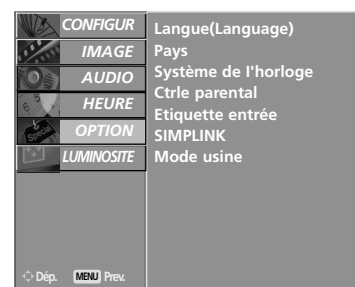 CONFIGUR
IMAGE
AUDIO
HEURE
OPTION
LUMINOSITE
Langue(Language)
Pays
Système de l'horloge
Ctrle parental
Etiquette entrée
SIMPLINK
Mode usine
Dép. MENU Prev.